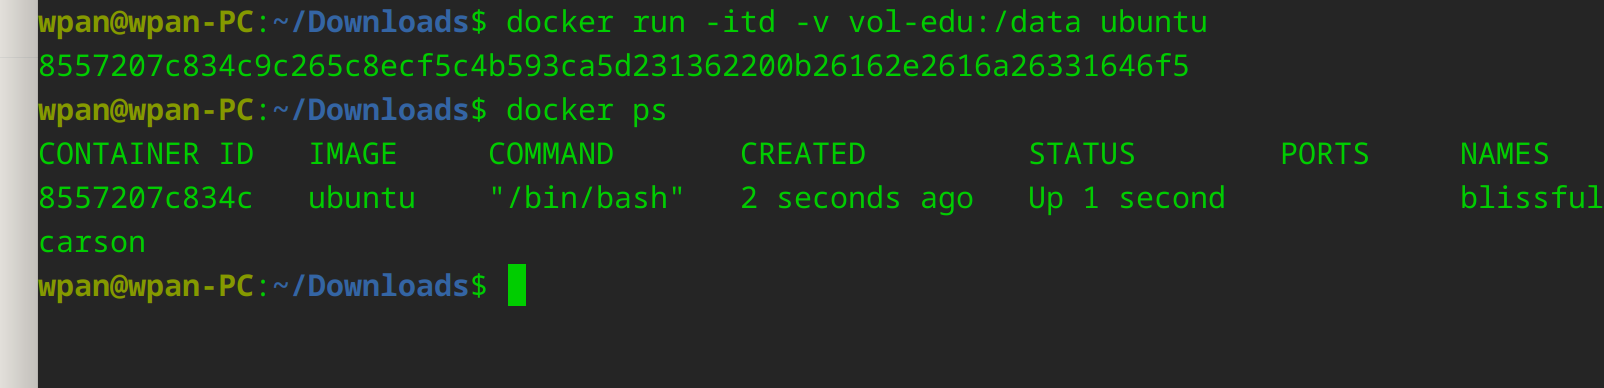 wpan@wpan-PC:~/Downloads$ docker run -itd -v vol-edu:/data ubuntu
8557207c834c9c265c8ecf5c4b593ca5d231362200b26162e2616a26331646f5
wpan@wpan-PC:~/Downloads$ docker ps
CONTAINER ID   IMAGE     COMMAND       CREATED         STATUS        PORTS     NAMES
8557207c834c   ubuntu    "/bin/bash"   2 seconds ago   Up 1 second             blissful
carson
wpan@wpan-PC:~/Downloads$